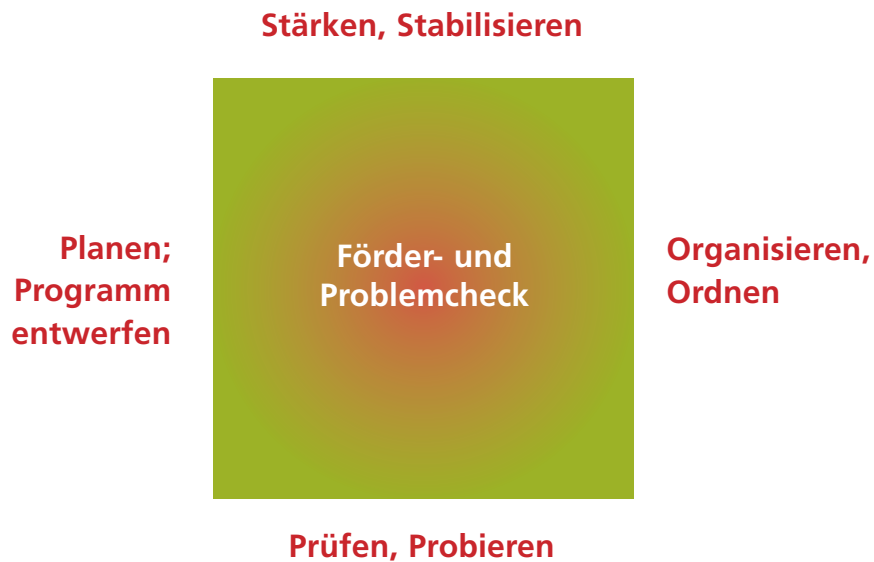 Stärken, Stabilisieren
Planen;
Programm
entwerfen
Förder- und
Problemcheck
Organisieren,
Ordnen
Prüfen, Probieren